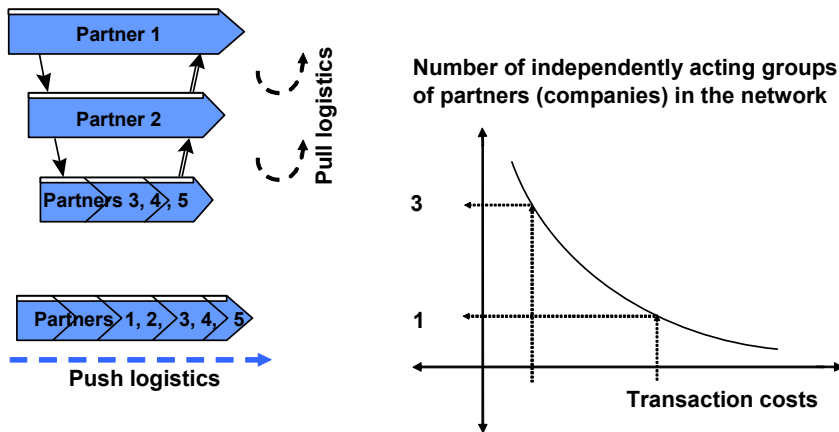 Partner 1
Partner 2
Partners 3, 4, 5
Pull logistics
Partners 1, 2, 3, 4, 5
Push logistics
Number of independently acting groups
of partners (companies) in the network
3
1
Transaction costs